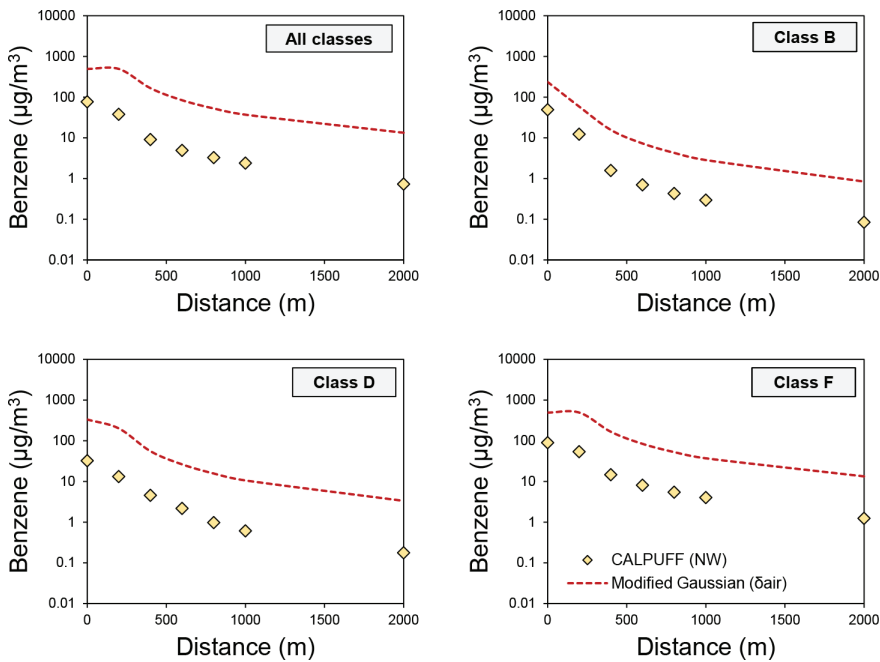 All classes
Benzene (µg/m³)
10000
1000
100
10
1
0.1
0.01
0 500 1000 1500 2000
Distance (m)
Class B
Benzene (µg/m³)
10000
1000
100
10
1
0.1
0.01
0 500 1000 1500 2000
Distance (m)
Class D
Benzene (µg/m³)
10000
1000
100
10
1
0.1
0.01
0 500 1000 1500 2000
Distance (m)
Class F
Benzene (µg/m³)
10000
1000
100
10
1
0.1
0.01
CALPUFF (NW)
Modified Gaussian (δair)
0 500 1000 1500 2000
Distance (m)